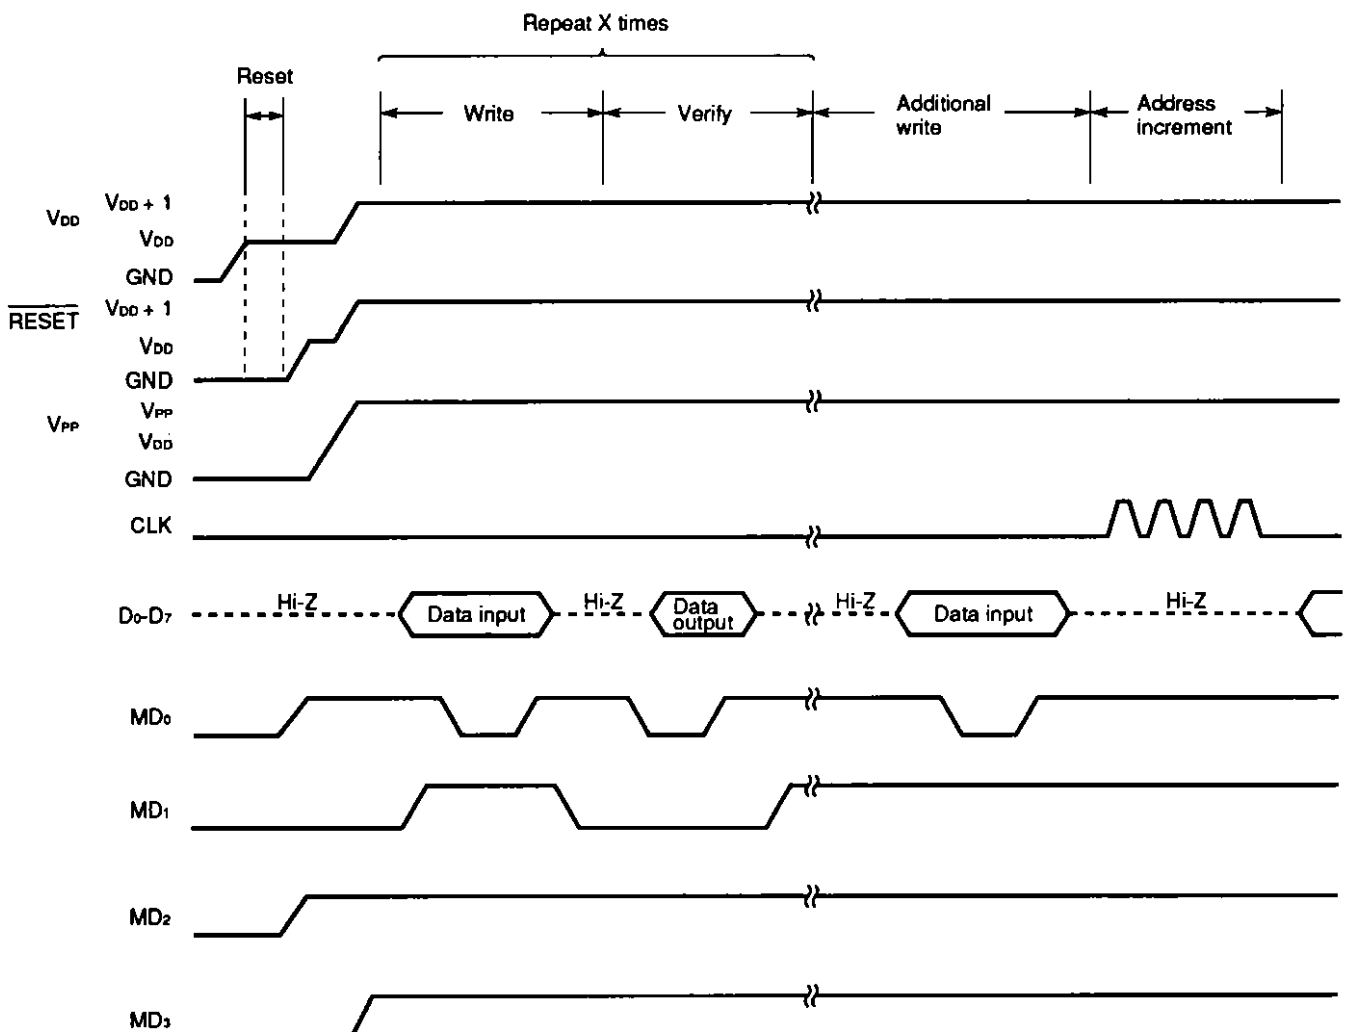 Repeat X times
Reset
Write
Verify
Additional
write
Address
increment
VDD
VDD + 1
VDD
GND
RESET
VDD + 1
VDD
GND
VPP
VPP
VDD
GND
CLK
D0-D7
Hi-Z
Data input
Hi-Z
Data
output
Hi-Z
Data input
Hi-Z
MD0
MD1
MD2
MD3